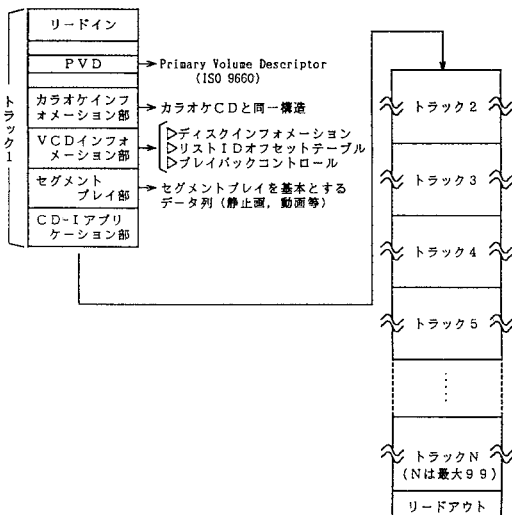 トラック1
リードイン
PVD
Primary Volume Descriptor
(ISO 9660)
カラオケインフ
ォメーション部
カラオケCDと同一構造
VCDインフォ
メーション部
▷ディスクインフォメーション
▷リストIDオフセットテーブル
▷プレイバックコントロール
セグメント
プレイ部
セグメントプレイを基本とする
データ列(静止画,動画等)
CD-Iアプリ
ケーション部
トラック2
トラック3
トラック4
トラック5
トラックN
(Nは最大99)
リードアウト